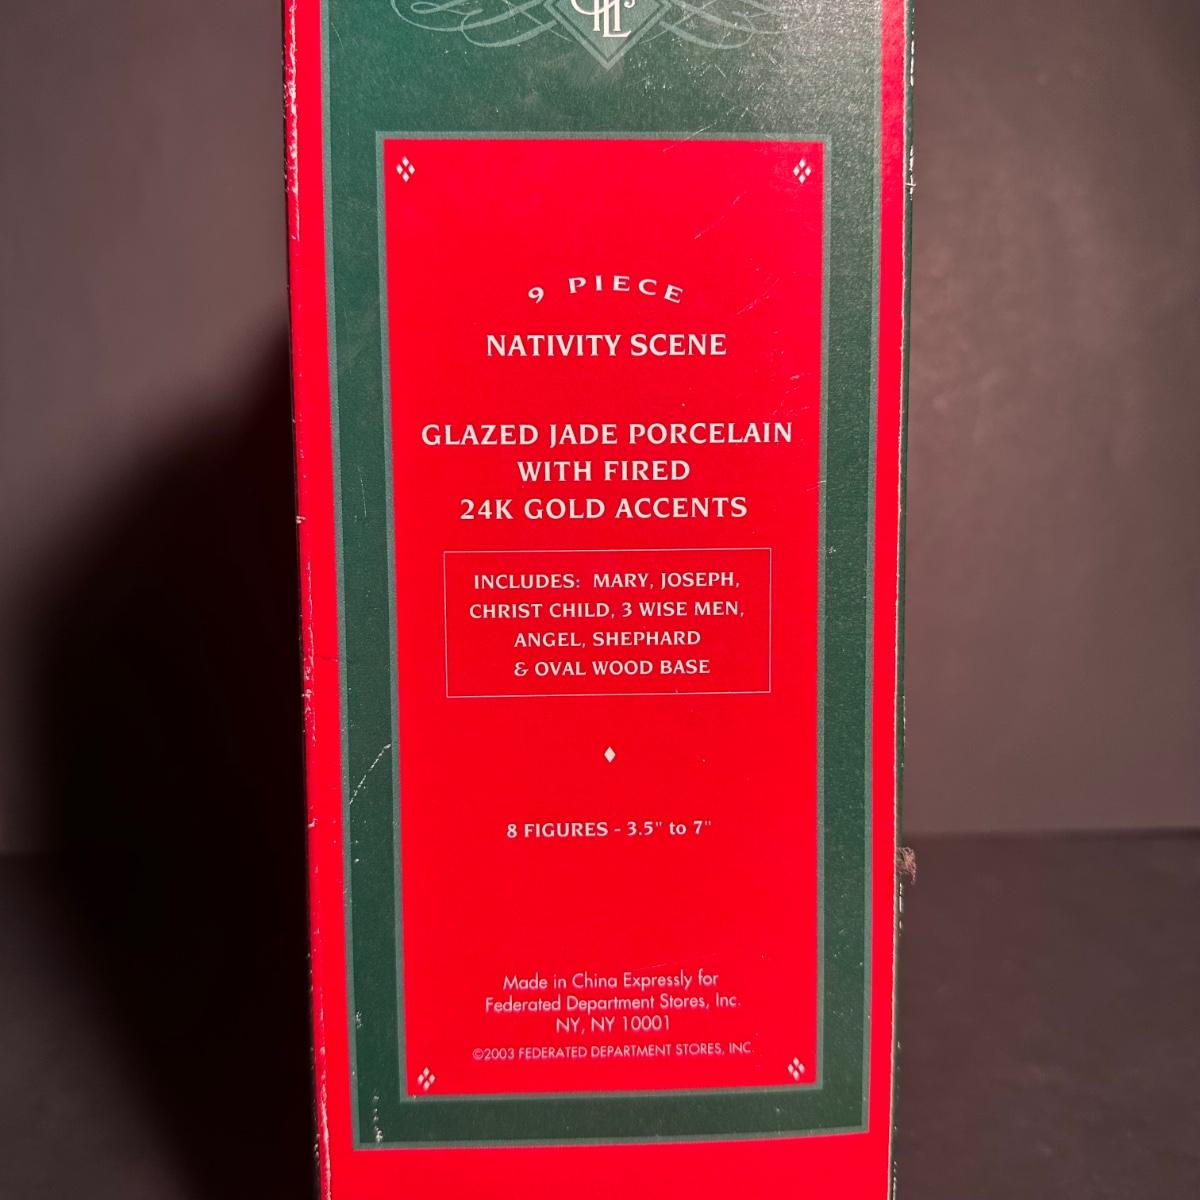 9 PIECE
NATIVITY SCENE
GLAZED JADE PORCELAIN
WITH FIRED
24K GOLD ACCENTS
INCLUDES: MARY, JOSEPH,
CHRIST CHILD, 3 WISE MEN,
ANGEL, SHEPHARD
& OVAL WOOD BASE
8 FIGURES - 3.5" to 7"
Made in China Expressly for
Federated Department Stores, Inc.
NY, NY 10001
©2003 FEDERATED DEPARTMENT STORES, INC.